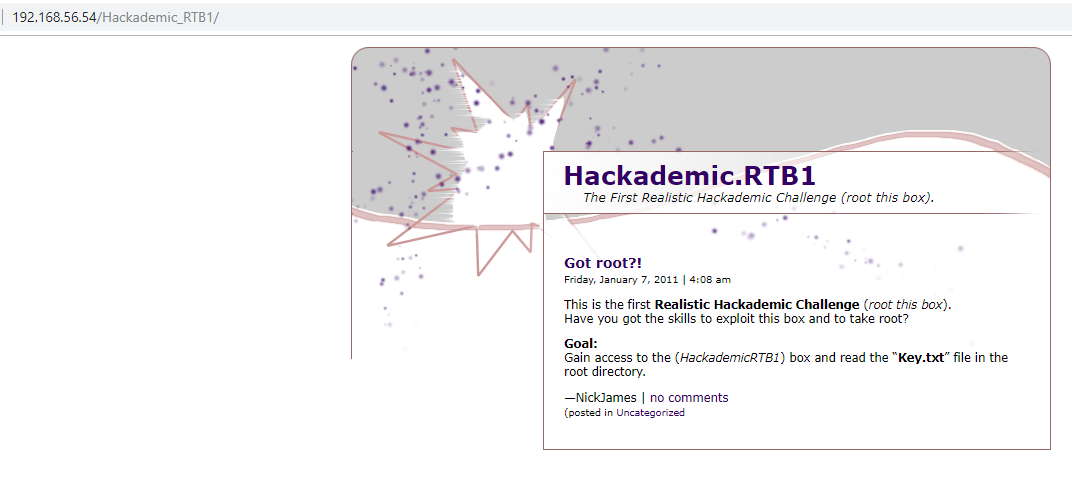 192.168.56.54/Hackademic_RTB1/
Hackademic.RTB1
The First Realistic Hackademic Challenge (root this box).
Got root?!
Friday, January 7, 2011 | 4:08 am
This is the first Realistic Hackademic Challenge (root this box).
Have you got the skills to exploit this box and to take root?
Goal:
Gain access to the (HackademicRTB1) box and read the “Key.txt” file in the
root directory.
—NickJames | no comments
(posted in Uncategorized